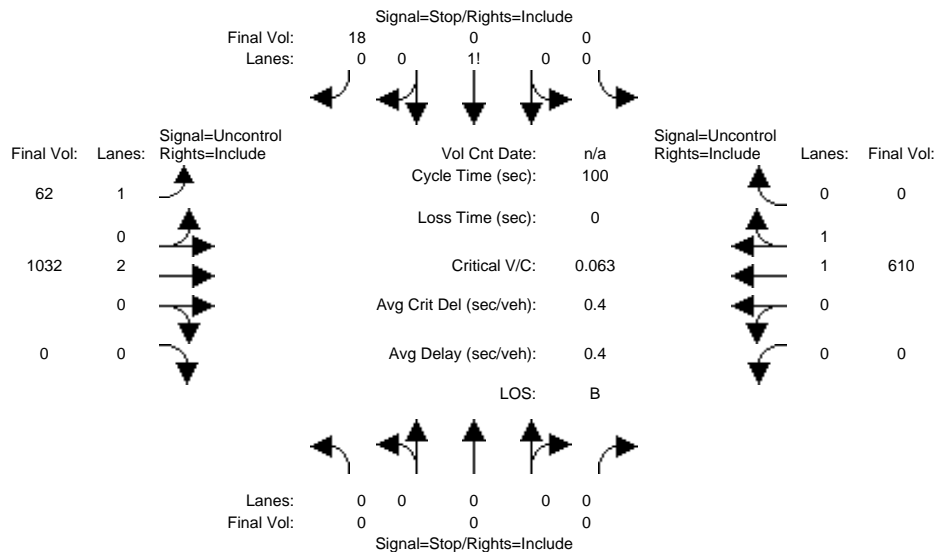 Signal=Stop/Rights=Include
Final Vol: 18 0 0
Lanes: 0 0 1! 0 0
Signal=Uncontrol
Final Vol: Lanes: Rights=Include
Vol Cnt Date: n/a
Signal=Uncontrol
Rights=Include Lanes: Final Vol:
Cycle Time (sec): 100
62 1
0 0
Loss Time (sec): 0
0
1
1032 2
Critical V/C: 0.063
1 610
0
Avg Crit Del (sec/veh): 0.4
0
0 0
Avg Delay (sec/veh): 0.4
0 0
LOS: B
Lanes: 0 0 0 0 0
Final Vol: 0 0 0
Signal=Stop/Rights=Include